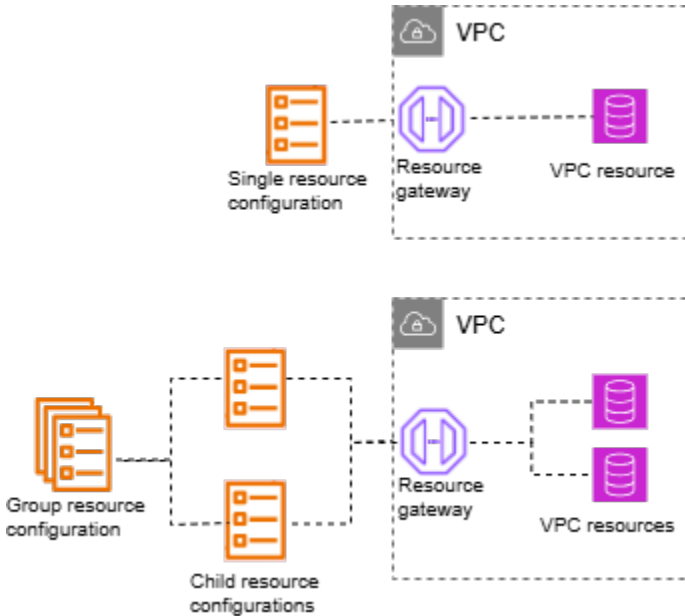 VPC
Single resource
configuration
Resource
gateway
VPC resource
VPC
Group resource
configuration
Child resource
configurations
Resource
gateway
VPC resources